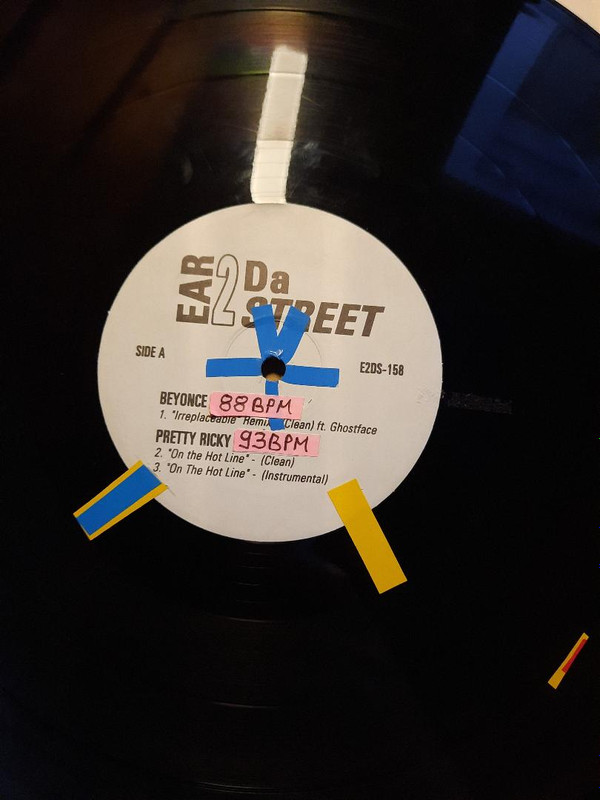 EAR 2 Da
STREET
SIDE A
E2DS-158
BEYONCE 88BPM
1. "Irreplaceable" Remix (Clean) ft. Ghostface
PRETTY RICKY 93BPM
2. "On the Hot Line" - (Clean)
3. "On The Hot Line" - (Instrumental)